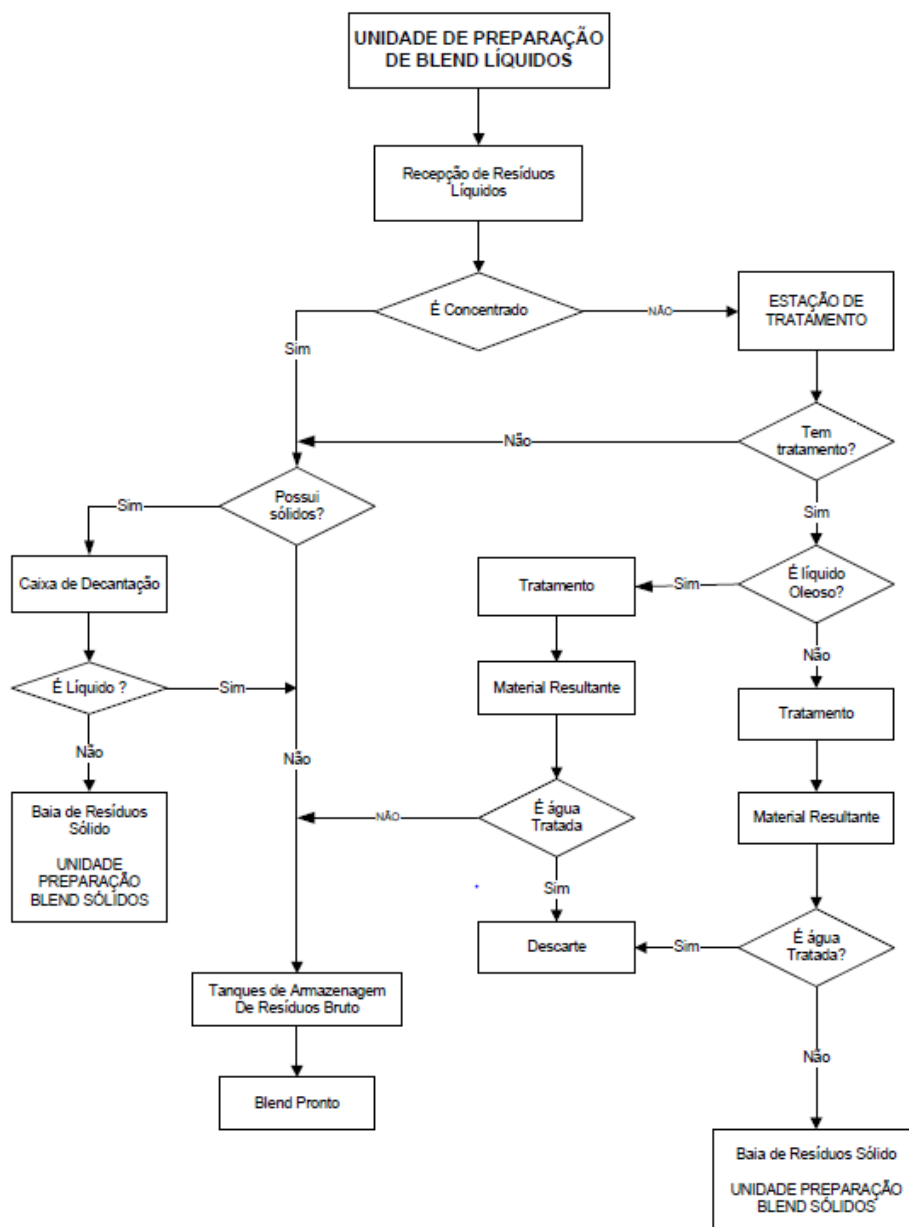 UNIDADE DE PREPARAÇÃO
DE BLEND LÍQUIDOS
Recepção de Resíduos
Líquidos
É Concentrado
NÃO
ESTAÇÃO DE
TRATAMENTO
Sim
Não
Tem
tratamento?
Possui
sólidos?
Sim
Sim
Caixa de Decantação
Tratamento
Sim
É líquido
Oleoso?
É Líquido ?
Sim
Material Resultante
Não
Tratamento
Não
Não
Baia de Resíduos
Sólido
UNIDADE
PREPARAÇÃO
BLEND SÓLIDOS
NÃO
É água
Tratada
Material Resultante
Sim
Descarte
Sim
É água
Tratada?
Tanques de Armazenagem
De Resíduos Bruto
Não
Blend Pronto
Baia de Resíduos Sólido
UNIDADE PREPARAÇÃO
BLEND SÓLIDOS